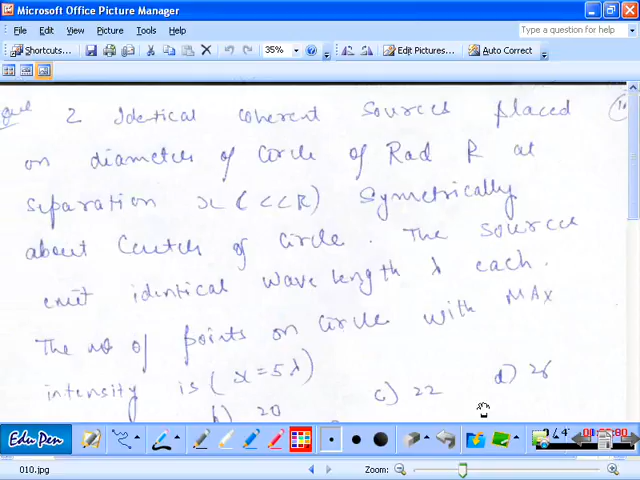 Microsoft Office Picture Manager
File Edit View Picture Tools Help
Type a question for help
Shortcuts... 35% Edit Pictures... Auto Correct
Que 2 Identical coherent sources placed
on diameter of circle of Rad R at
separation x (<<R) symetrically
about Center of circle. The sources
emit identical wave length λ each.
The no of points on circle with MAX
intensity is (x = 5λ)
b) 20 c) 22 d) 26
Edu Pen
010.jpg Zoom: